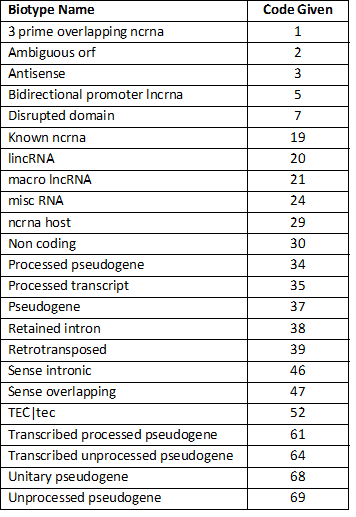 Biotype Name Code Given
3 prime overlapping ncrna 1
Ambiguous orf 2
Antisense 3
Bidirectional promoter lncrna 5
Disrupted domain 7
Known ncrna 19
lincRNA 20
macro lncRNA 21
misc RNA 24
ncrna host 29
Non coding 30
Processed pseudogene 34
Processed transcript 35
Pseudogene 37
Retained intron 38
Retrotransposed 39
Sense intronic 46
Sense overlapping 47
TEC|tec 52
Transcribed processed pseudogene 61
Transcribed unprocessed pseudogene 64
Unitary pseudogene 68
Unprocessed pseudogene 69